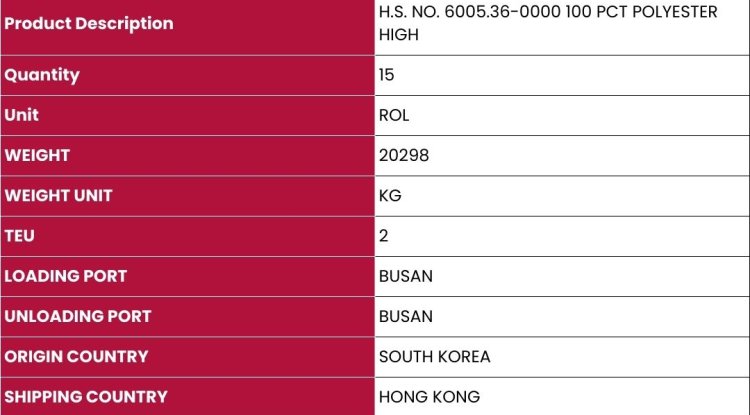 Product Description
H.S. NO. 6005.36-0000 100 PCT POLYESTER
HIGH
Quantity
15
Unit
ROL
WEIGHT
20298
WEIGHT UNIT
KG
TEU
2
LOADING PORT
BUSAN
UNLOADING PORT
BUSAN
ORIGIN COUNTRY
SOUTH KOREA
SHIPPING COUNTRY
HONG KONG